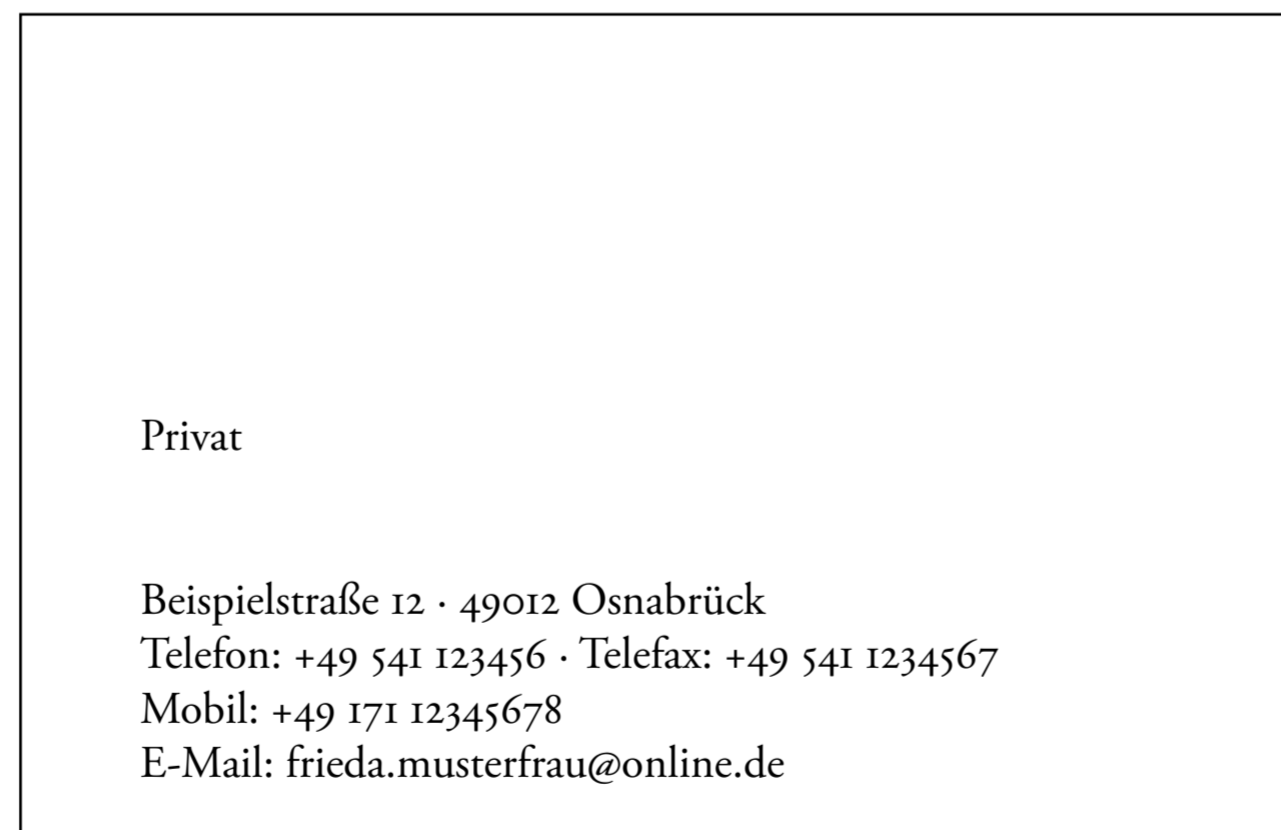 Privat
Beispielstraße 12 · 49012 Osnabrück
Telefon: +49 541 123456 · Telefax: +49 541 1234567
Mobil: +49 171 12345678
E-Mail: frieda.musterfrau@online.de